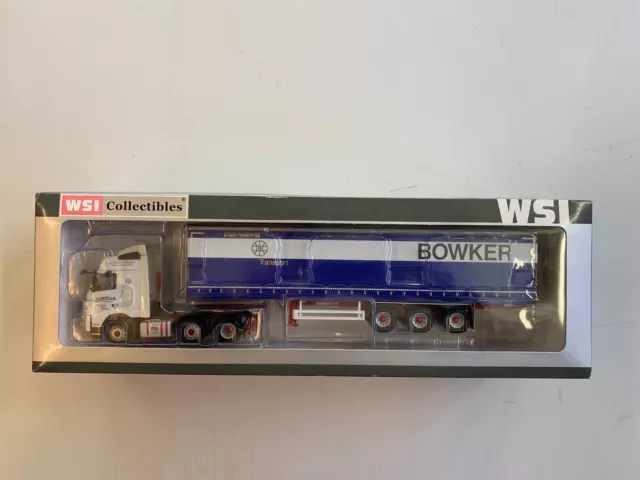 WSI Collectibles
WSI
BOWKER
Transport